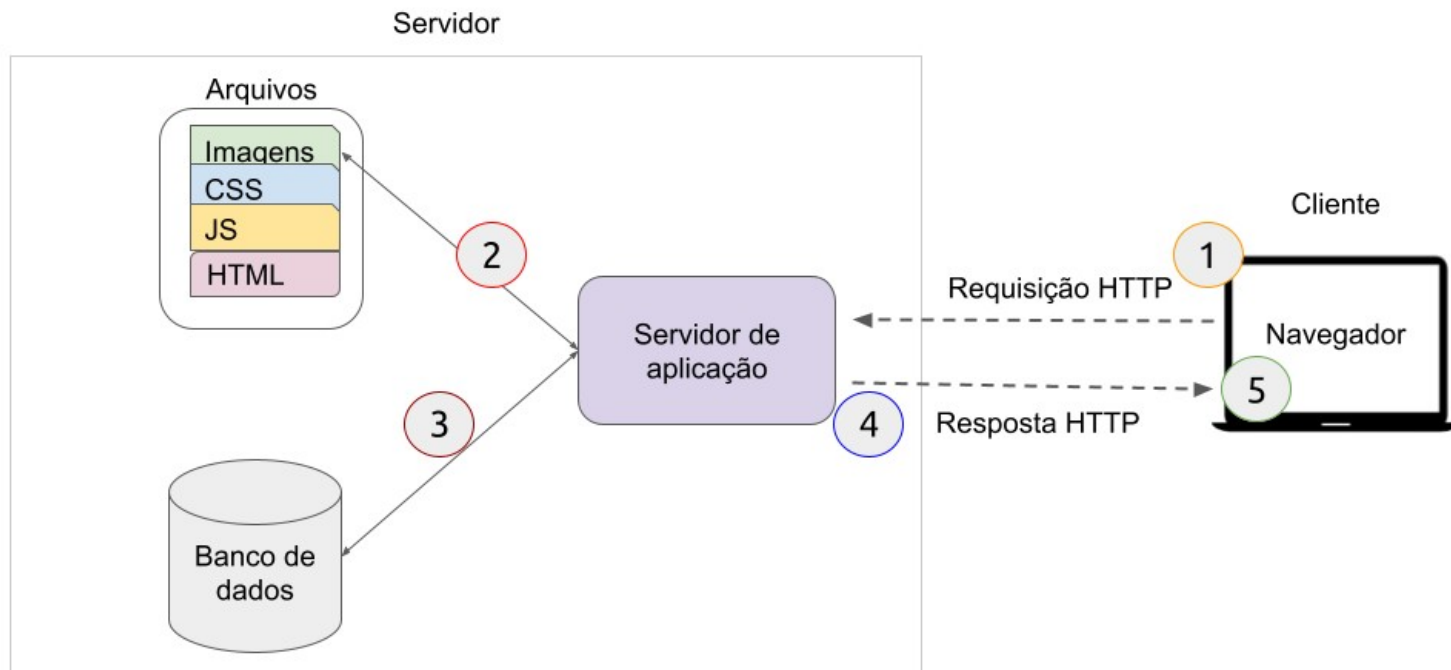 Servidor
Arquivos
Imagens
CSS
JS
HTML
2
Servidor de
aplicação
3
4
Banco de
dados
Cliente
1
Requisição HTTP
Navegador
5
Resposta HTTP